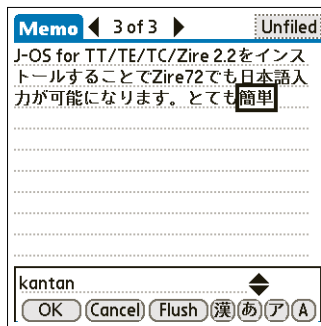 Memo 3 of 3 Unfiled
J-OS for TT/TE/TC/Zire 2.2をインス
トールすることでZire72でも日本語入
力が可能になります。とても簡単
kantan
OK Cancel Flush 漢 あ ア A